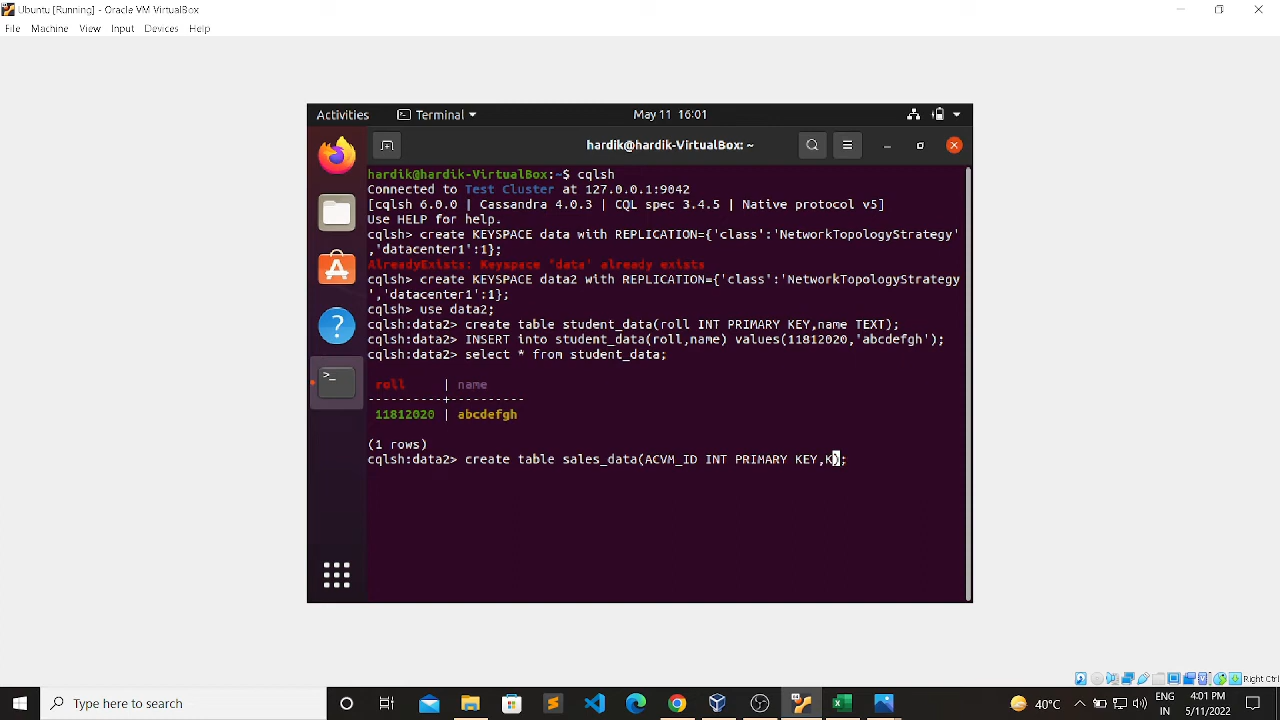 Ubuntu [Running] - Oracle VM VirtualBox
File Machine View Input Devices Help
Activities Terminal May 11 16:01
hardik@hardik-VirtualBox: ~
hardik@hardik-VirtualBox:~$ cqlsh
Connected to Test Cluster at 127.0.0.1:9042
[cqlsh 6.0.0 | Cassandra 4.0.3 | CQL spec 3.4.5 | Native protocol v5]
Use HELP for help.
cqlsh> create KEYSPACE data with REPLICATION={'class':'NetworkTopologyStrategy'
,'datacenter1':1};
AlreadyExists: Keyspace 'data' already exists
cqlsh> create KEYSPACE data2 with REPLICATION={'class':'NetworkTopologyStrategy
','datacenter1':1};
cqlsh> use data2;
cqlsh:data2> create table student_data(roll INT PRIMARY KEY,name TEXT);
cqlsh:data2> INSERT into student_data(roll,name) values(11812020,'abcdefgh');
cqlsh:data2> select * from student_data;
roll | name
----------+----------
11812020 | abcdefgh
(1 rows)
cqlsh:data2> create table sales_data(ACVM_ID INT PRIMARY KEY,K);
Right Ctrl
Type here to search
40°C
ENG
IN
4:01 PM
5/11/2022